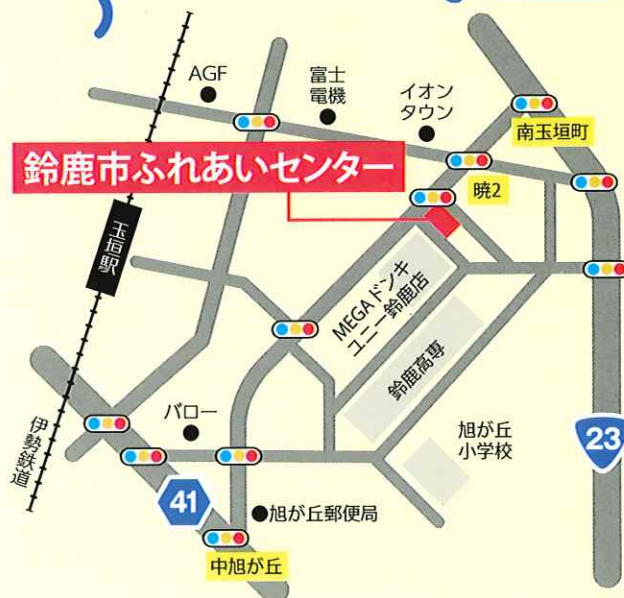 AGF
富士
電機
イオン
タウン
南玉垣町
鈴鹿市ふれあいセンター
暁2
玉垣駅
MEGAドンキ
ユニー鈴鹿店
鈴鹿高専
バロー
旭が丘
小学校
23
伊勢鉄道
41
旭が丘郵便局
中旭が丘